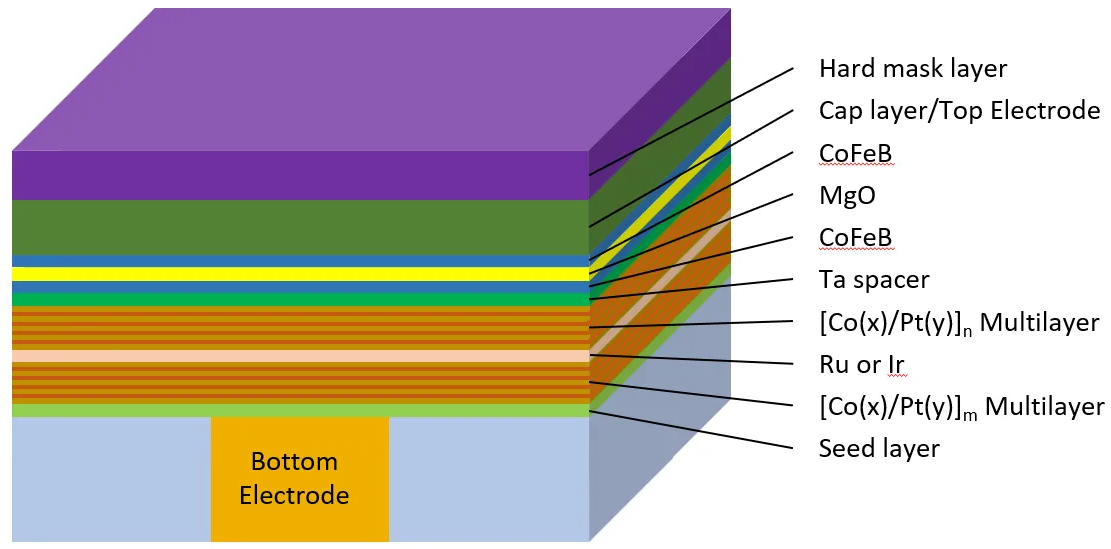 Hard mask layer
Cap layer/Top Electrode
CoFeB
MgO
CoFeB
Ta spacer
[Co(x)/Pt(y)]n Multilayer
Ru or Ir
[Co(x)/Pt(y)]m Multilayer
Seed layer
Bottom
Electrode